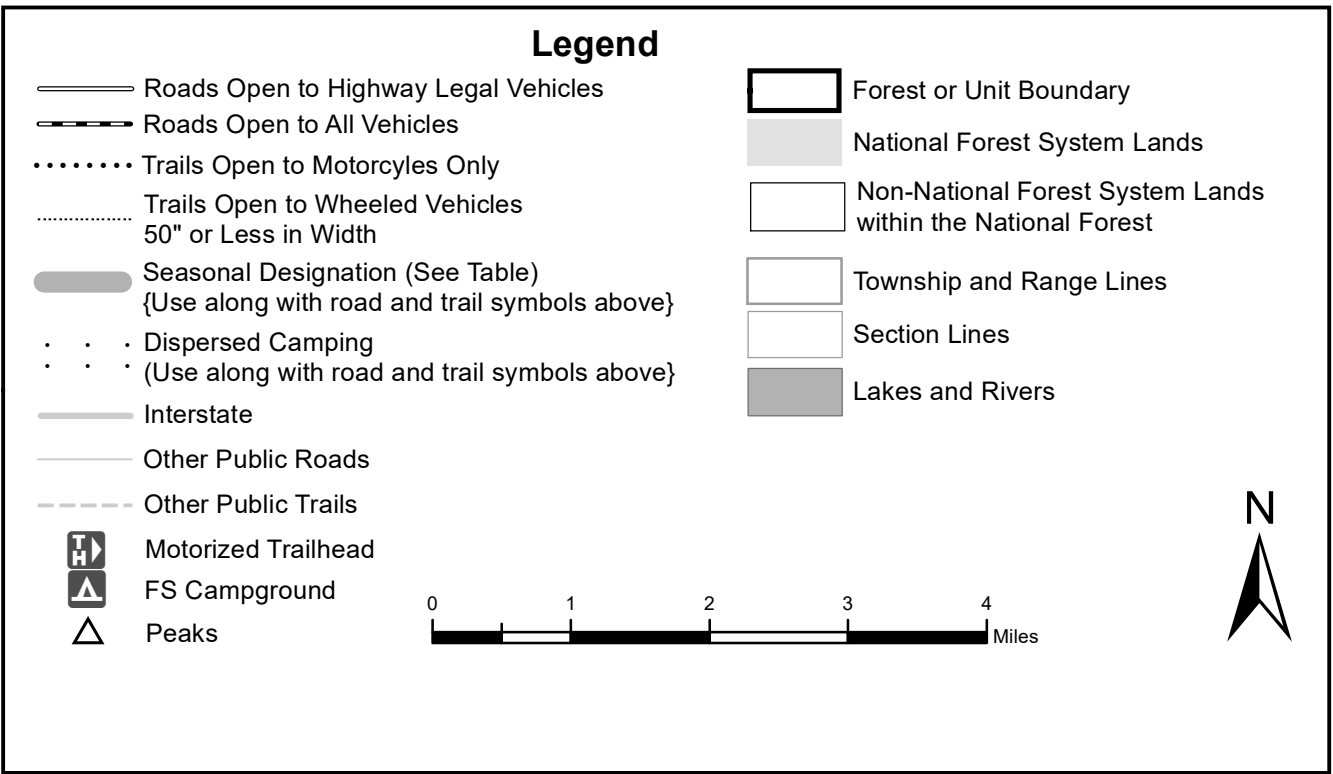 Legend
Roads Open to Highway Legal Vehicles
Roads Open to All Vehicles
Trails Open to Motorcyles Only
Trails Open to Wheeled Vehicles
50" or Less in Width
Seasonal Designation (See Table)
{Use along with road and trail symbols above}
Dispersed Camping
(Use along with road and trail symbols above}
Interstate
Other Public Roads
Other Public Trails
TH
Motorized Trailhead
FS Campground
Peaks
Forest or Unit Boundary
National Forest System Lands
Non-National Forest System Lands
within the National Forest
Township and Range Lines
Section Lines
Lakes and Rivers
0 1 2 3 4
Miles
N